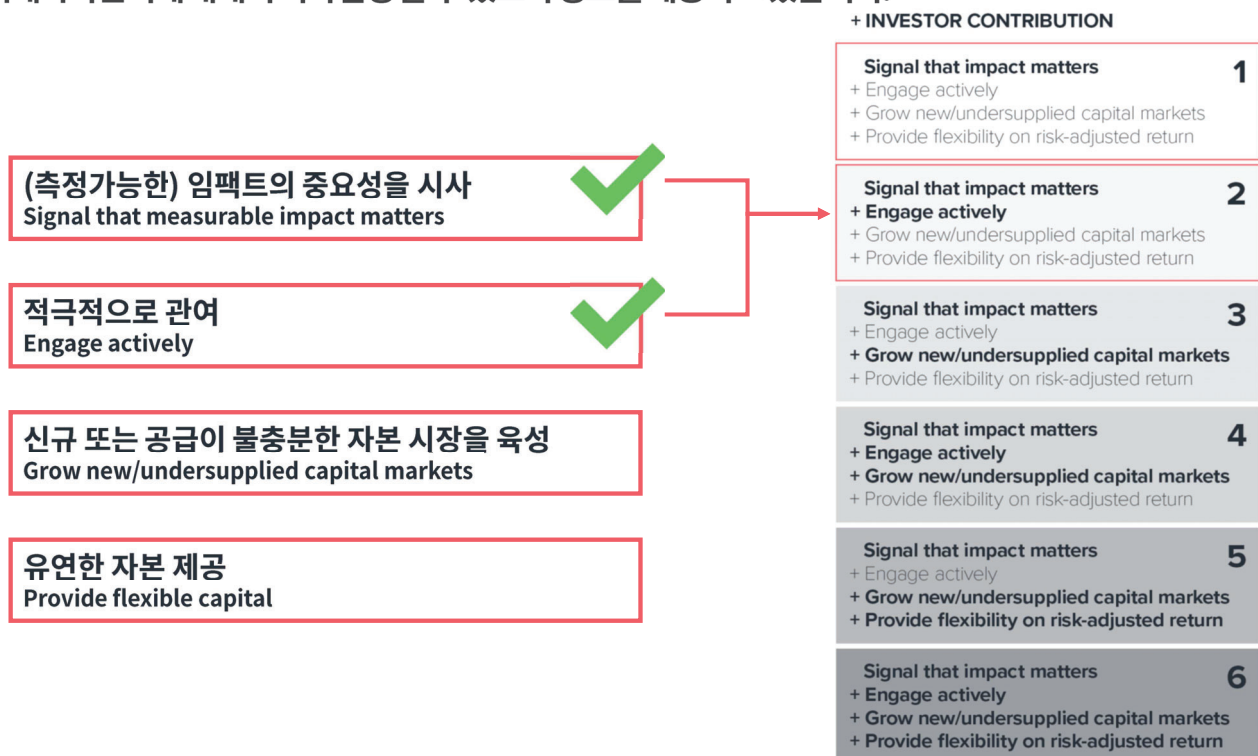 + INVESTOR CONTRIBUTION
(측정가능한) 임팩트의 중요성을 시사
Signal that measurable impact matters
적극적으로 관여
Engage actively
신규 또는 공급이 불충분한 자본 시장을 육성
Grow new/undersupplied capital markets
유연한 자본 제공
Provide flexible capital
Signal that impact matters 1
+ Engage actively
+ Grow new/undersupplied capital markets
+ Provide flexibility on risk-adjusted return
Signal that impact matters 2
+ Engage actively
+ Grow new/undersupplied capital markets
+ Provide flexibility on risk-adjusted return
Signal that impact matters 3
+ Engage actively
+ Grow new/undersupplied capital markets
+ Provide flexibility on risk-adjusted return
Signal that impact matters 4
+ Engage actively
+ Grow new/undersupplied capital markets
+ Provide flexibility on risk-adjusted return
Signal that impact matters 5
+ Engage actively
+ Grow new/undersupplied capital markets
+ Provide flexibility on risk-adjusted return
Signal that impact matters 6
+ Engage actively
+ Grow new/undersupplied capital markets
+ Provide flexibility on risk-adjusted return